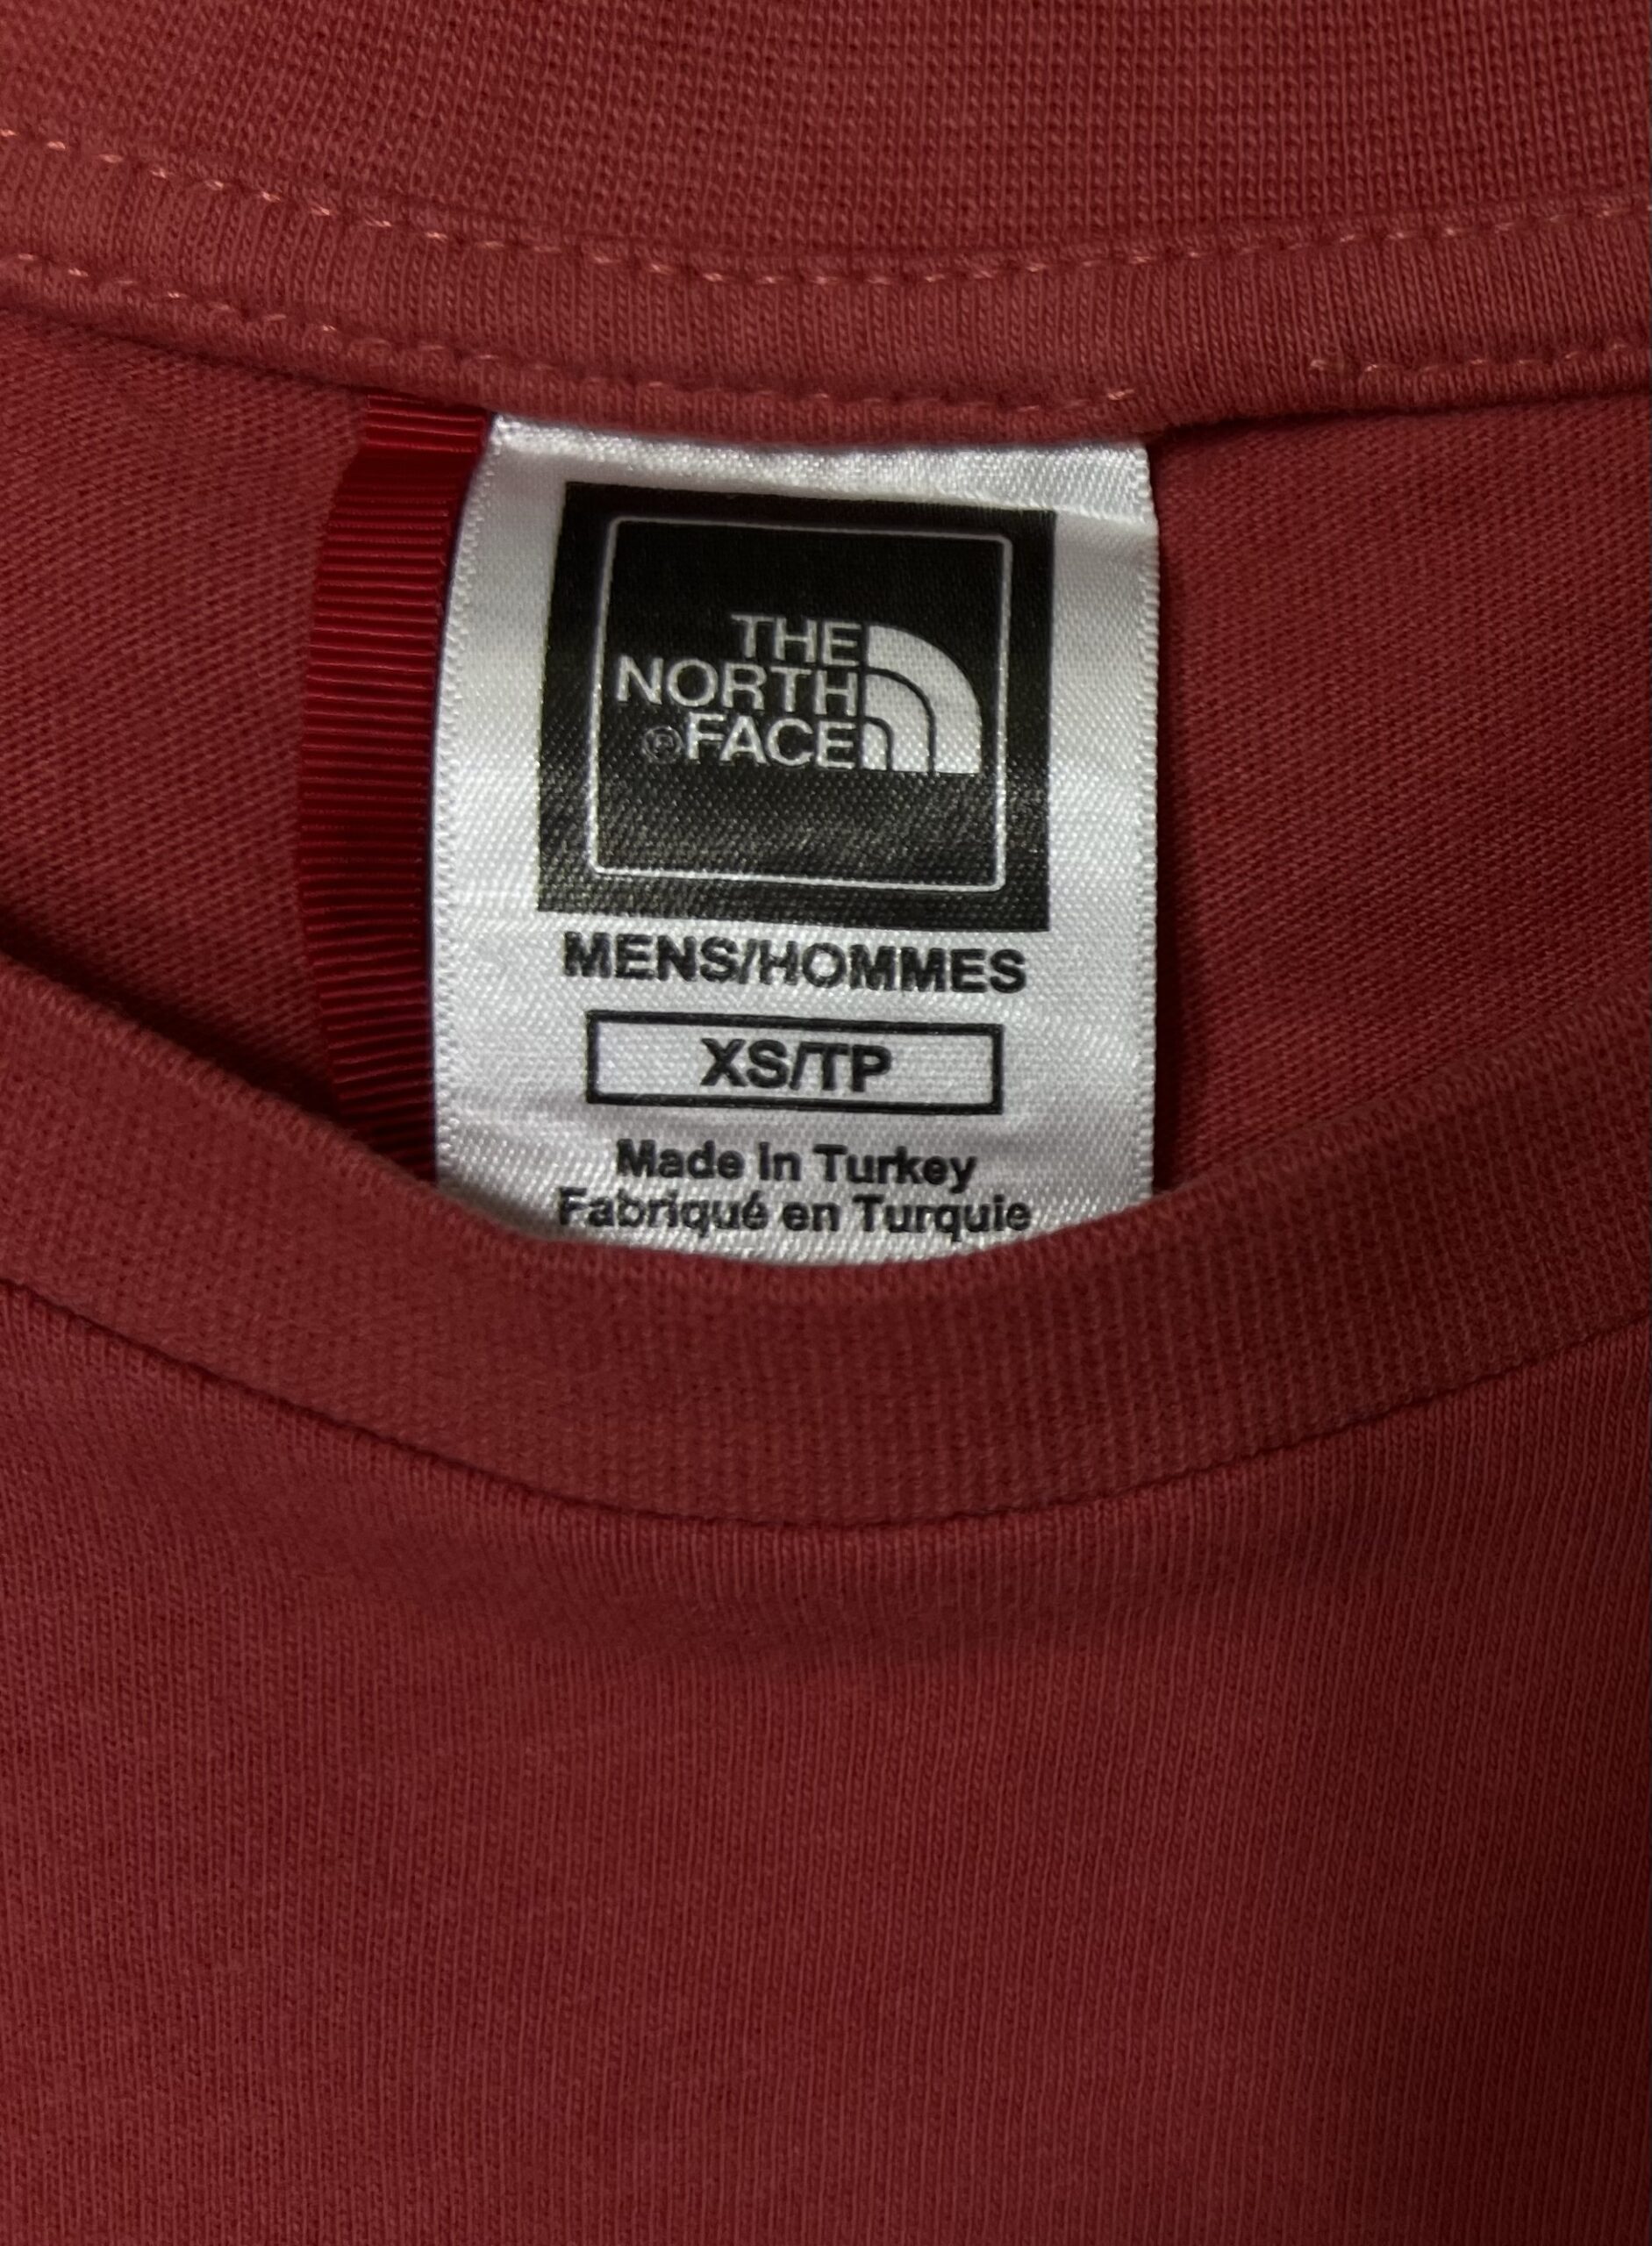 THE
NORTH
FACE
MENS/HOMMES
XS/TP
Made In Turkey
Fabriqué en Turquie